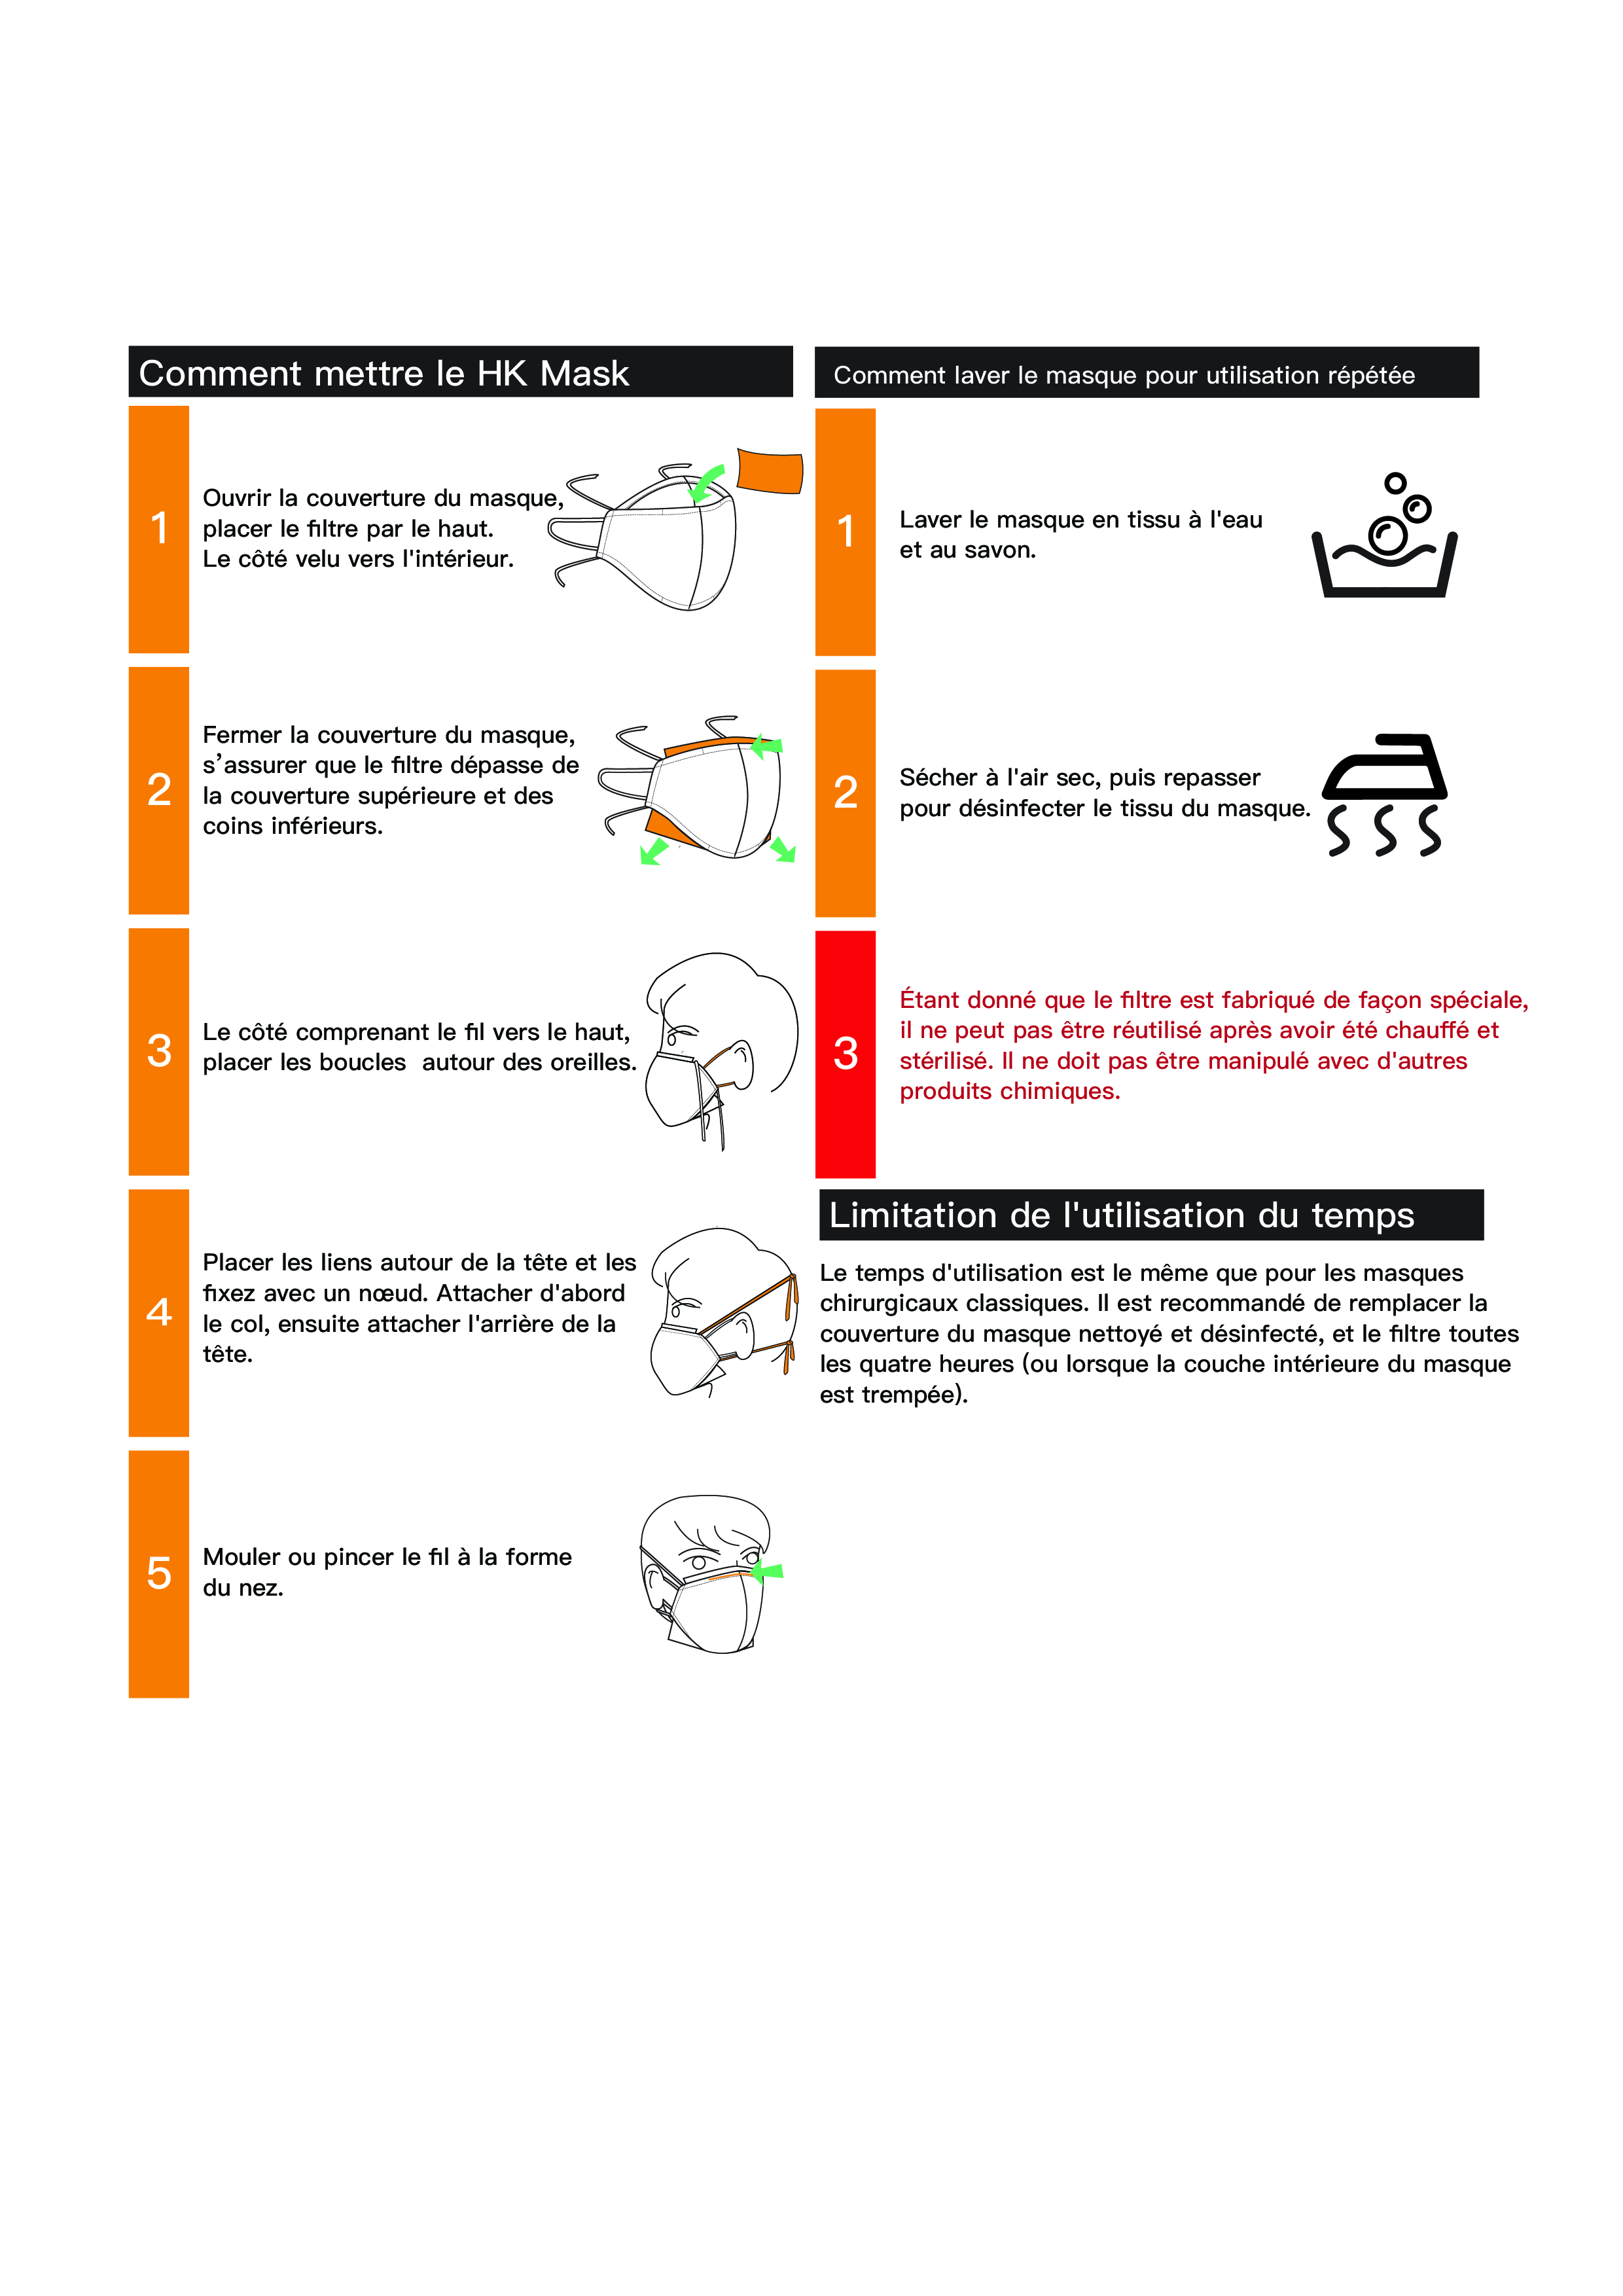 Comment mettre le HK Mask
1
Ouvrir la couverture du masque,
placer le filtre par le haut.
Le côté velu vers l'intérieur.
2
Fermer la couverture du masque,
s’assurer que le filtre dépasse de
la couverture supérieure et des
coins inférieurs.
3
Le côté comprenant le fil vers le haut,
placer les boucles  autour des oreilles.
4
Placer les liens autour de la tête et les
fixez avec un nœud. Attacher d'abord
le col, ensuite attacher l'arrière de la
tête.
5
Mouler ou pincer le fil à la forme
du nez.
Comment laver le masque pour utilisation répétée
1
Laver le masque en tissu à l'eau
et au savon.
2
Sécher à l'air sec, puis repasser
pour désinfecter le tissu du masque.
3
Étant donné que le filtre est fabriqué de façon spéciale,
il ne peut pas être réutilisé après avoir été chauffé et
stérilisé. Il ne doit pas être manipulé avec d'autres
produits chimiques.
Limitation de l'utilisation du temps
Le temps d'utilisation est le même que pour les masques
chirurgicaux classiques. Il est recommandé de remplacer la
couverture du masque nettoyé et désinfecté, et le filtre toutes
les quatre heures (ou lorsque la couche intérieure du masque
est trempée).